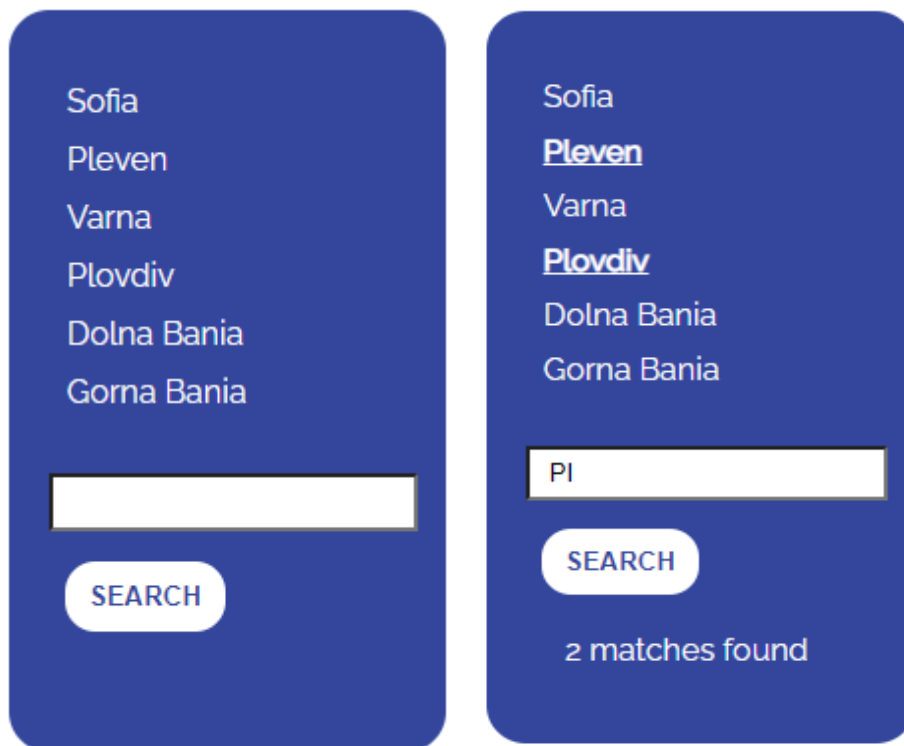 Sofia
Pleven
Varna
Plovdiv
Dolna Bania
Gorna Bania
SEARCH
Sofia
Pleven
Varna
Plovdiv
Dolna Bania
Gorna Bania
Pl
SEARCH
2 matches found